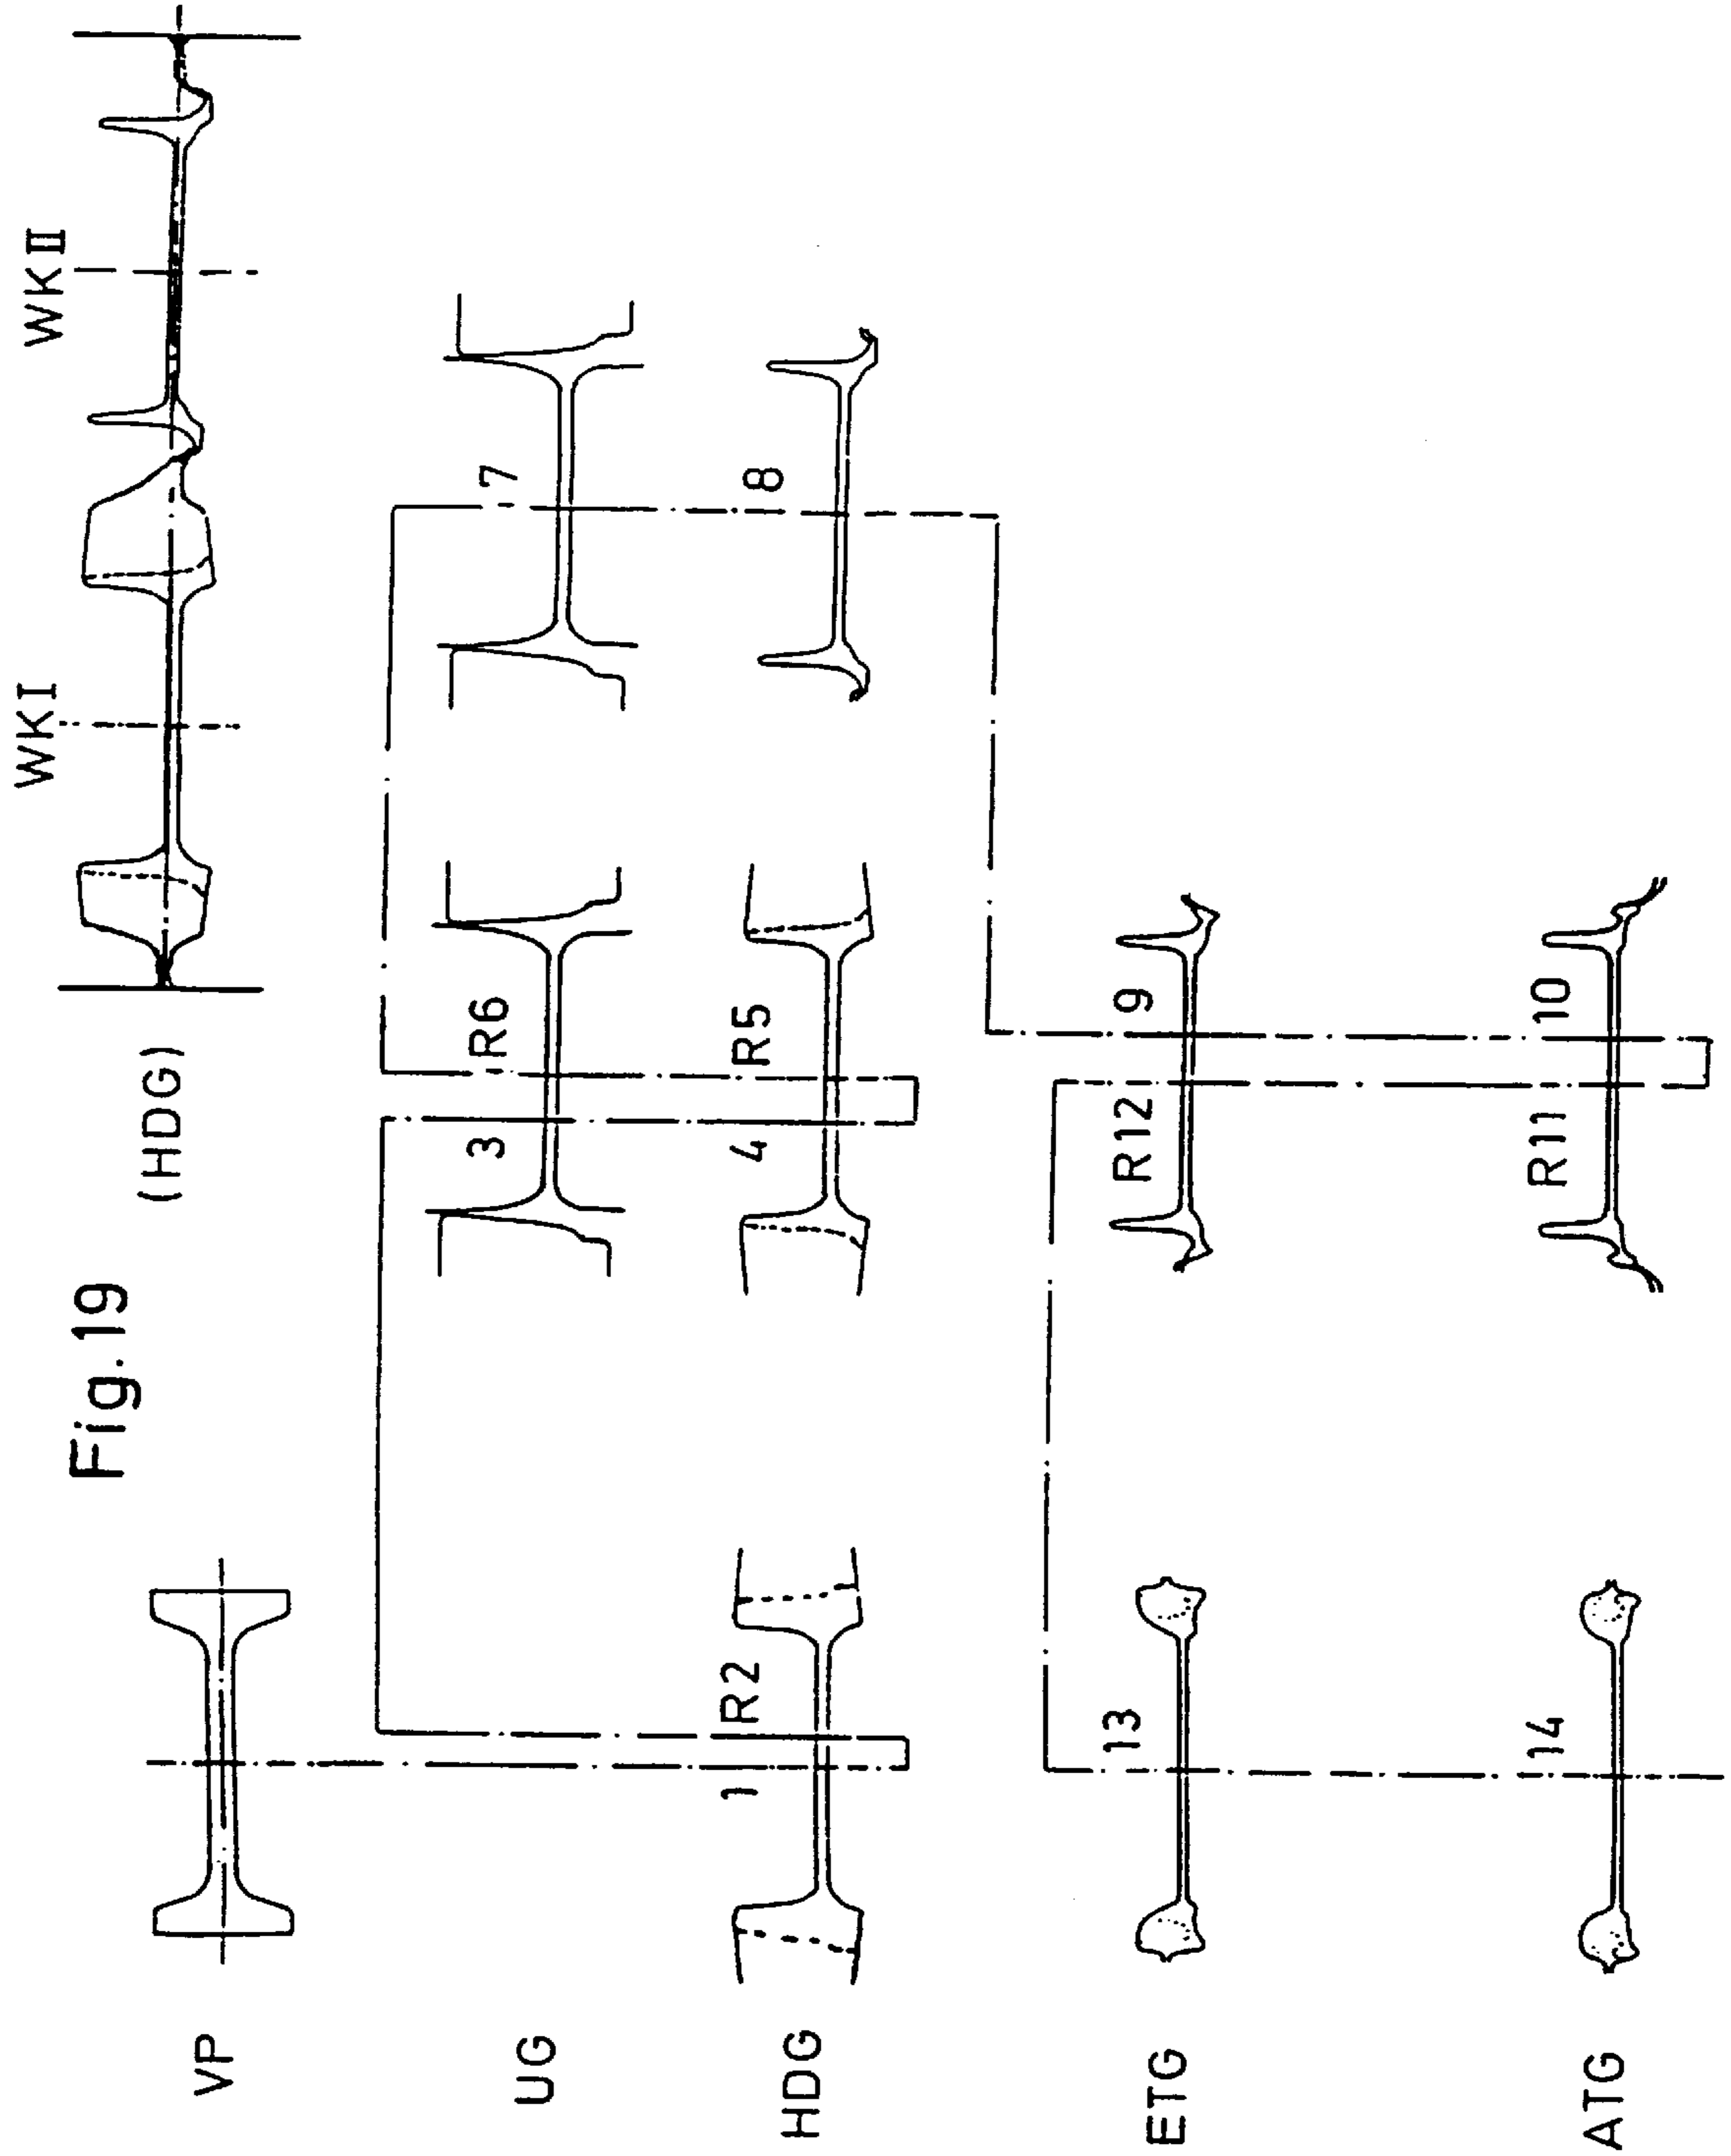 Fig.19
(HDG)
WKI
WKII
VP
UG
3
R6
7
HDG
1
R2
4
R5
8
ETG
13
R12
9
ATG
14
R11
10